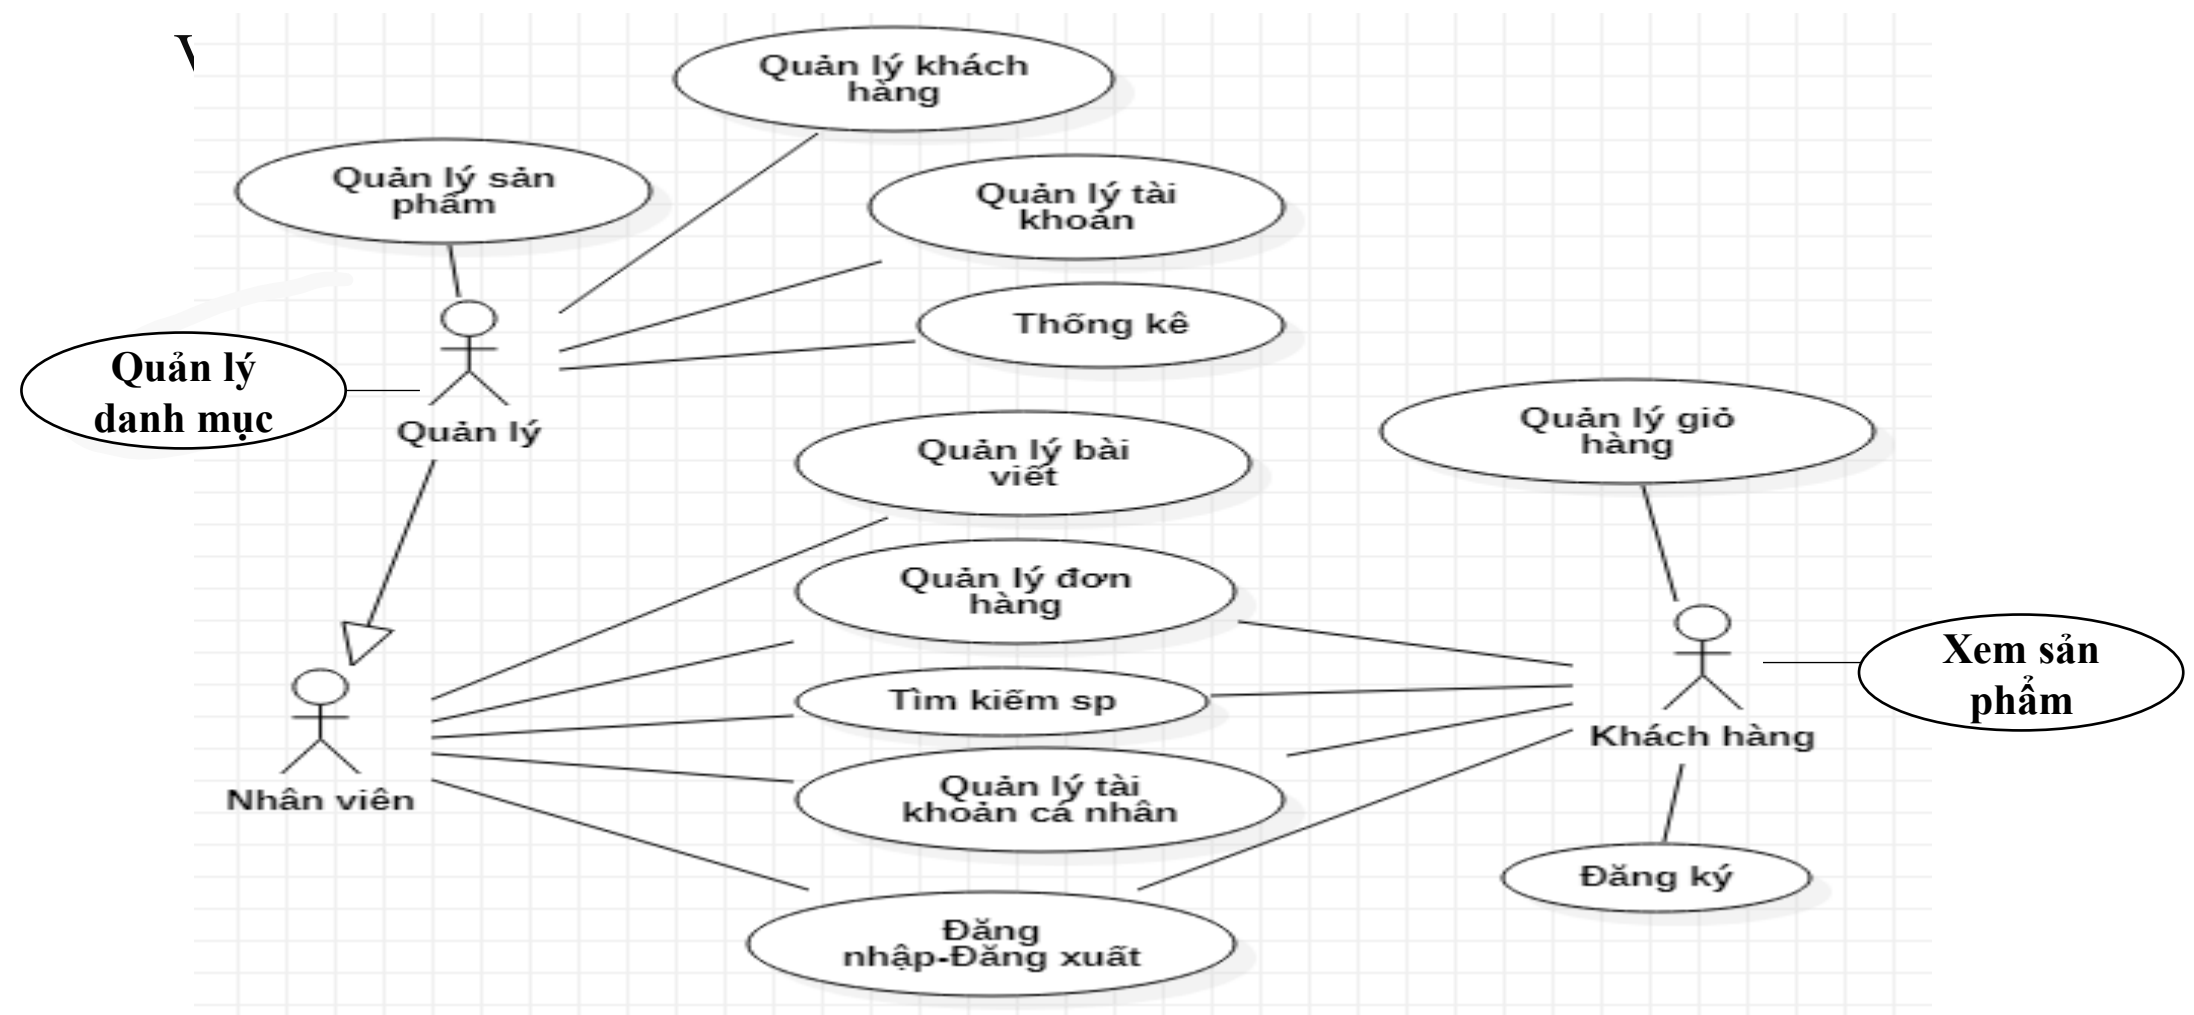 Quản lý khách
hàng
Quản lý sản
phẩm
Quản lý tài
khoản
Thống kê
Quản lý
danh mục
Quản lý
Quản lý giỏ
hàng
Quản lý bài
viết
Quản lý đơn
hàng
Xem sản
phẩm
Tìm kiếm sp
Khách hàng
Nhân viên
Quản lý tài
khoản cá nhân
Đăng ký
Đăng
nhập-Đăng xuất